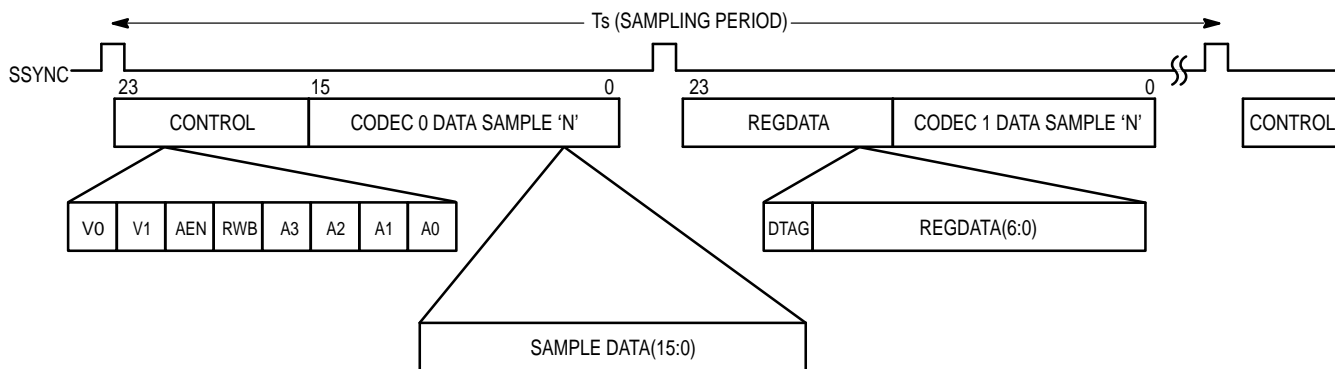 Ts (SAMPLING PERIOD)
SSYNC
23 15 0 23 0
CONTROL CODEC 0 DATA SAMPLE ‘N’ REGDATA CODEC 1 DATA SAMPLE ‘N’ CONTROL
V0 V1 AEN RWB A3 A2 A1 A0 DTAG REGDATA(6:0)
SAMPLE DATA(15:0)